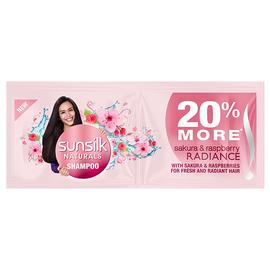 NEW
sunsilk
NATURALS
SHAMPOO
20%
MORE
sakura & raspberry
RADIANCE
WITH SAKURA & RASPBERRIES
FOR FRESH AND RADIANT HAIR